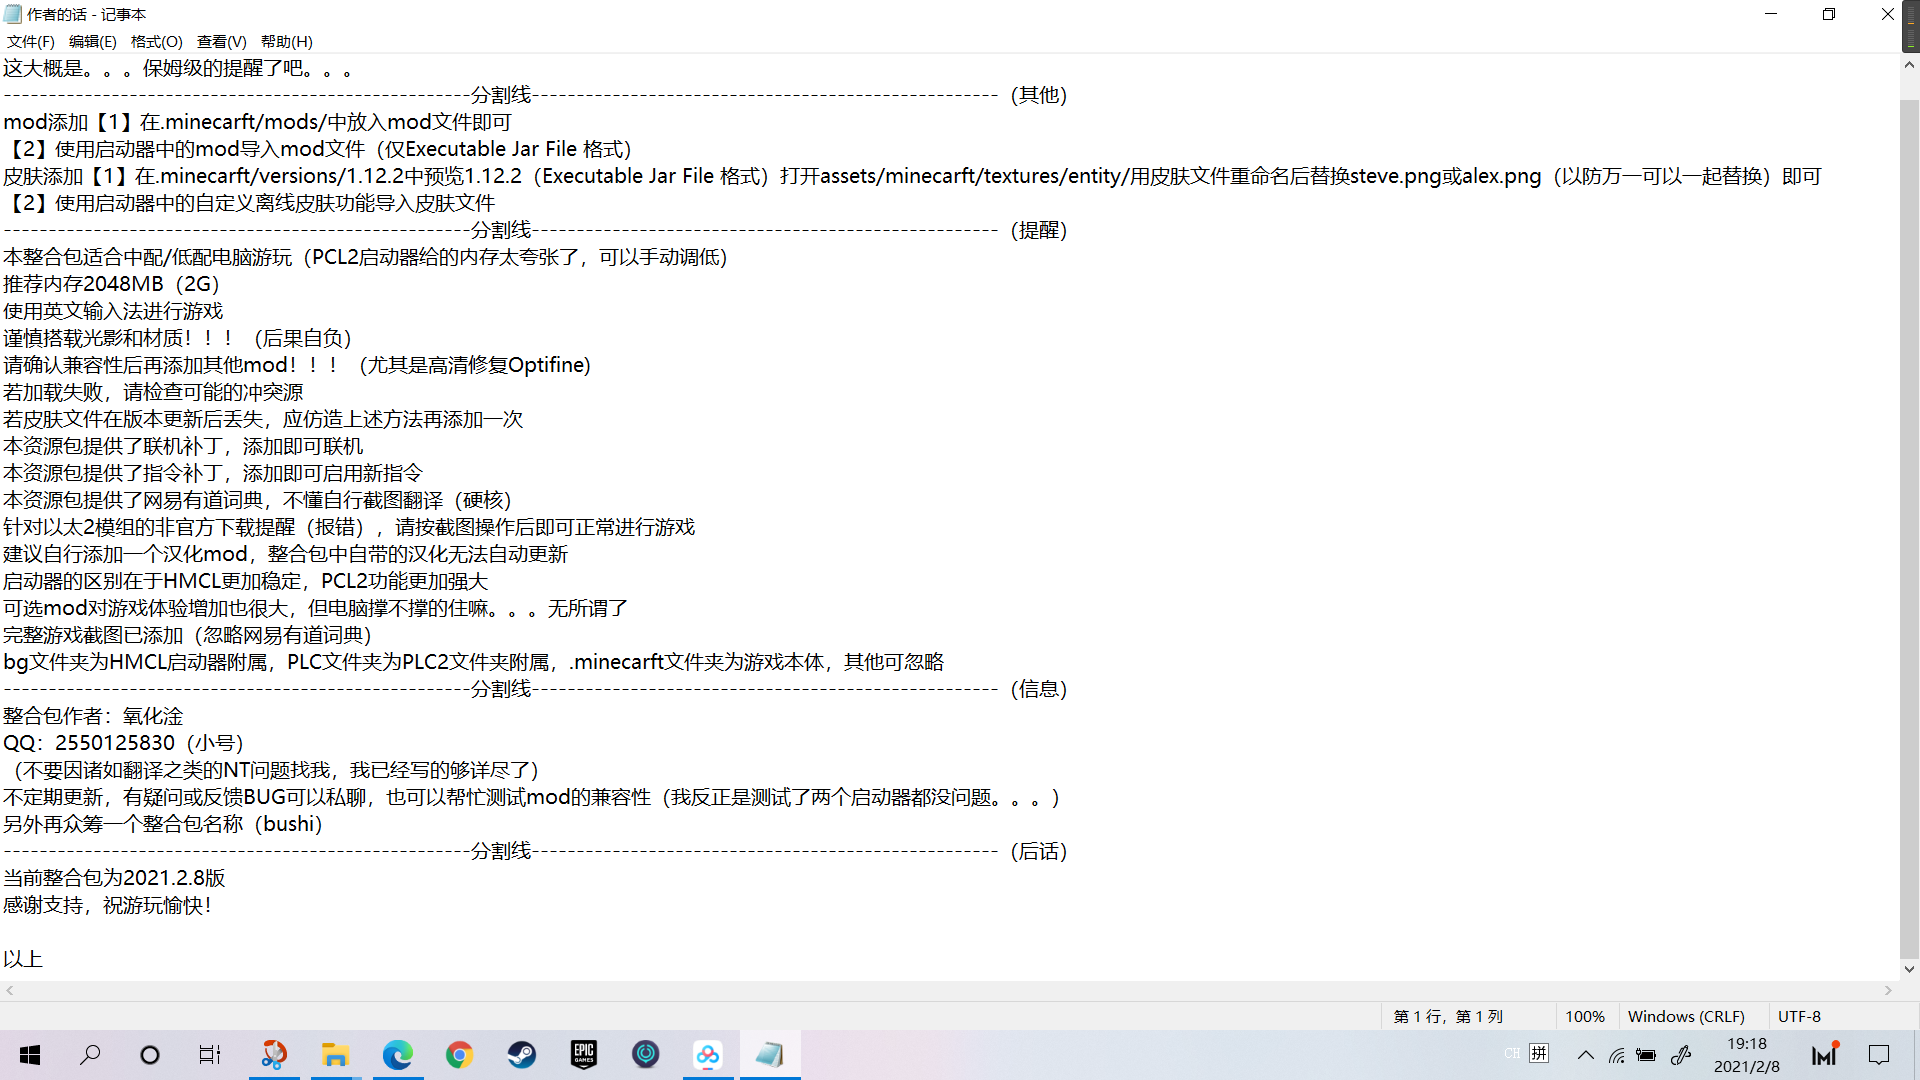 作者的话 - 记事本
文件(F) 编辑(E) 格式(O) 查看(V) 帮助(H)
这大概是。。。保姆级的提醒了吧。。。
----------------------------------------------------分割线----------------------------------------------------（其他）
mod添加【1】在.minecarft/mods/中放入mod文件即可
【2】使用启动器中的mod导入mod文件（仅Executable Jar File 格式）
皮肤添加【1】在.minecarft/versions/1.12.2中预览1.12.2（Executable Jar File 格式）打开assets/minecarft/textures/entity/用皮肤文件重命名后替换steve.png或alex.png（以防万一可以一起替换）即可
【2】使用启动器中的自定义离线皮肤功能导入皮肤文件
----------------------------------------------------分割线----------------------------------------------------（提醒）
本整合包适合中配/低配电脑游玩（PCL2启动器给的内存太夸张了，可以手动调低）
推荐内存2048MB（2G）
使用英文输入法进行游戏
谨慎搭载光影和材质！！！（后果自负）
请确认兼容性后再添加其他mod！！！（尤其是高清修复Optifine)
若加载失败，请检查可能的冲突源
若皮肤文件在版本更新后丢失，应仿造上述方法再添加一次
本资源包提供了联机补丁，添加即可联机
本资源包提供了指令补丁，添加即可启用新指令
本资源包提供了网易有道词典，不懂自行截图翻译（硬核）
针对以太2模组的非官方下载提醒（报错），请按截图操作后即可正常进行游戏
建议自行添加一个汉化mod，整合包中自带的汉化无法自动更新
启动器的区别在于HMCL更加稳定，PCL2功能更加强大
可选mod对游戏体验增加也很大，但电脑撑不撑的住嘛。。。无所谓了
完整游戏截图已添加（忽略网易有道词典）
bg文件夹为HMCL启动器附属，PLC文件夹为PLC2文件夹附属，.minecarft文件夹为游戏本体，其他可忽略
----------------------------------------------------分割线----------------------------------------------------（信息）
整合包作者：氧化淦
QQ：2550125830（小号）
（不要因诸如翻译之类的NT问题找我，我已经写的够详尽了）
不定期更新，有疑问或反馈BUG可以私聊，也可以帮忙测试mod的兼容性（我反正是测试了两个启动器都没问题。。。）
另外再众筹一个整合包名称（bushi）
----------------------------------------------------分割线----------------------------------------------------（后话）
当前整合包为2021.2.8版
感谢支持，祝游玩愉快！
以上
第 1 行，第 1 列 100% Windows (CRLF) UTF-8
EPIC GAMES
CH 拼
19:18
2021/2/8